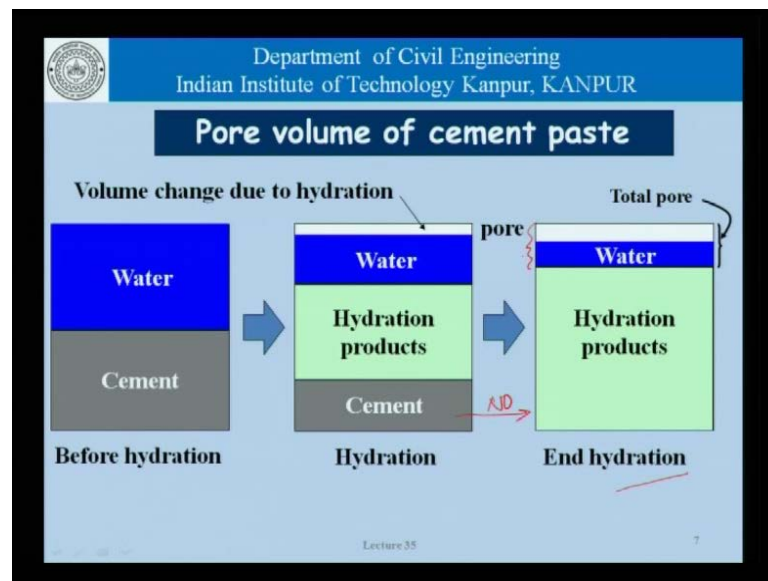 Department of Civil Engineering
Indian Institute of Technology Kanpur, KANPUR
Pore volume of cement paste
Volume change due to hydration
Total pore
pore
Water
Cement
Before hydration
Water
Hydration
products
Cement
NO
Hydration
Water
Hydration
products
End hydration
Lecture 35
7